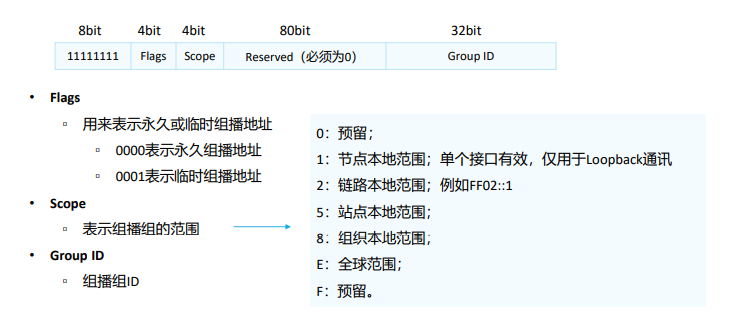 8bit 4bit 4bit 80bit 32bit
11111111 Flags Scope Reserved（必须为0） Group ID
• Flags
▫ 用来表示永久或临时组播地址
▫ 0000表示永久组播地址
▫ 0001表示临时组播地址
• Scope
▫ 表示组播组的范围
• Group ID
▫ 组播组ID
0：预留；
1：节点本地范围；单个接口有效，仅用于Loopback通讯
2：链路本地范围；例如FF02::1
5：站点本地范围；
8：组织本地范围；
E：全球范围；
F：预留。